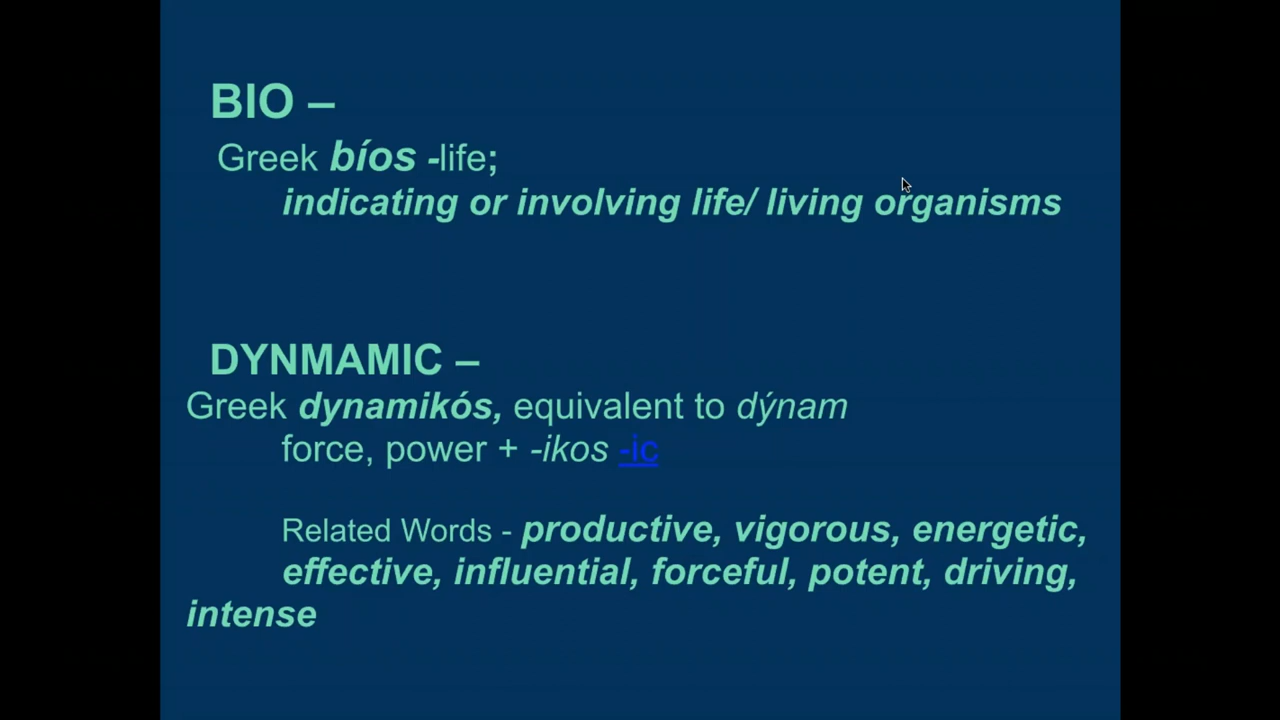 BIO –
Greek bíos -life;
indicating or involving life/ living organisms
DYNMAMIC –
Greek dynamikós, equivalent to dýnam
force, power + -ikos -ic
Related Words - productive, vigorous, energetic,
effective, influential, forceful, potent, driving,
intense